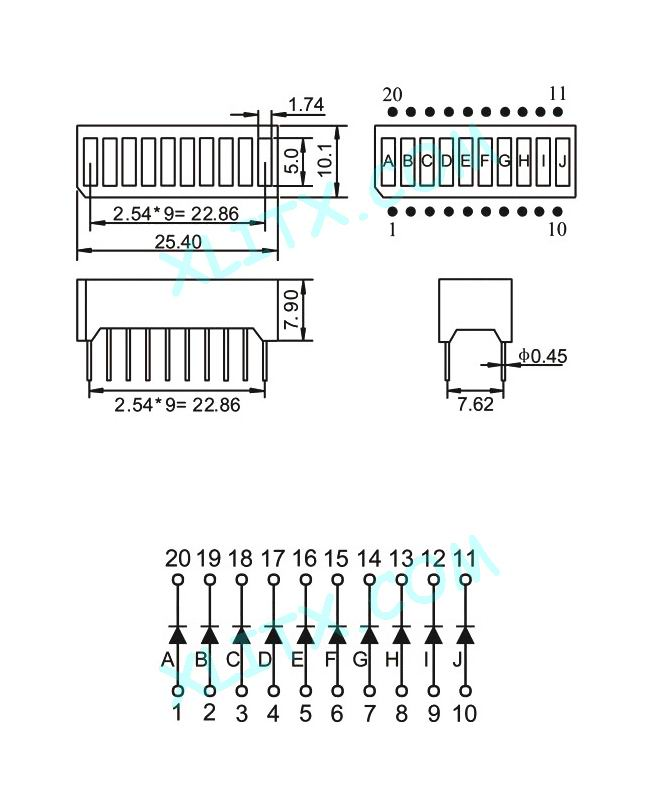 1.74
5.0
10.1
2.54*9= 22.86
25.40
20 11
A B C D E F G H I J
1 10
XLITX.COM
7.90
2.54*9= 22.86
ϕ0.45
7.62
20 19 18 17 16 15 14 13 12 11
A B C D E F G H I J
XLITX.COM
1 2 3 4 5 6 7 8 9 10